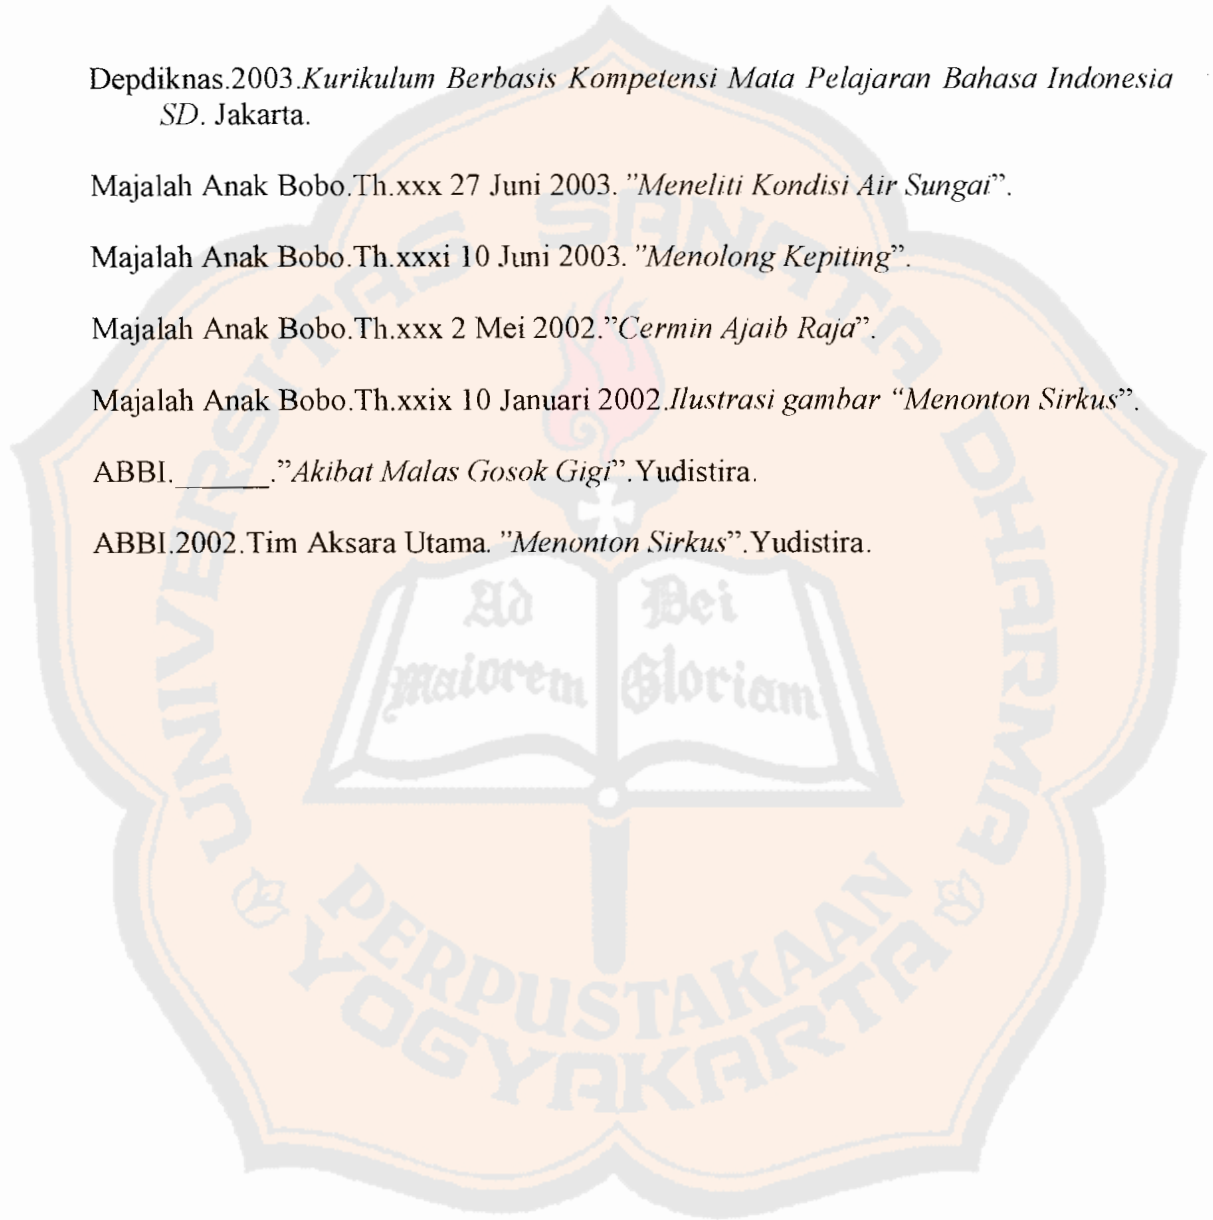 Depdiknas.2003.Kurikulum Berbasis Kompetensi Mata Pelajaran Bahasa Indonesia
SD. Jakarta.
Majalah Anak Bobo.Th.xxx 27 Juni 2003. ”Meneliti Kondisi Air Sungai”.
Majalah Anak Bobo.Th.xxxi 10 Juni 2003. ”Menolong Kepiting”.
Majalah Anak Bobo.Th.xxx 2 Mei 2002.”Cermin Ajaib Raja”.
Majalah Anak Bobo.Th.xxix 10 Januari 2002.Ilustrasi gambar “Menonton Sirkus”.
ABBI.______.”Akibat Malas Gosok Gigi”.Yudistira.
ABBI.2002.Tim Aksara Utama. ”Menonton Sirkus”.Yudistira.
UNIVERSITAS SANATA DHARMA
Ad Dei
maiorem Gloriam
PERPUSTAKAAN
YOGYAKARTA